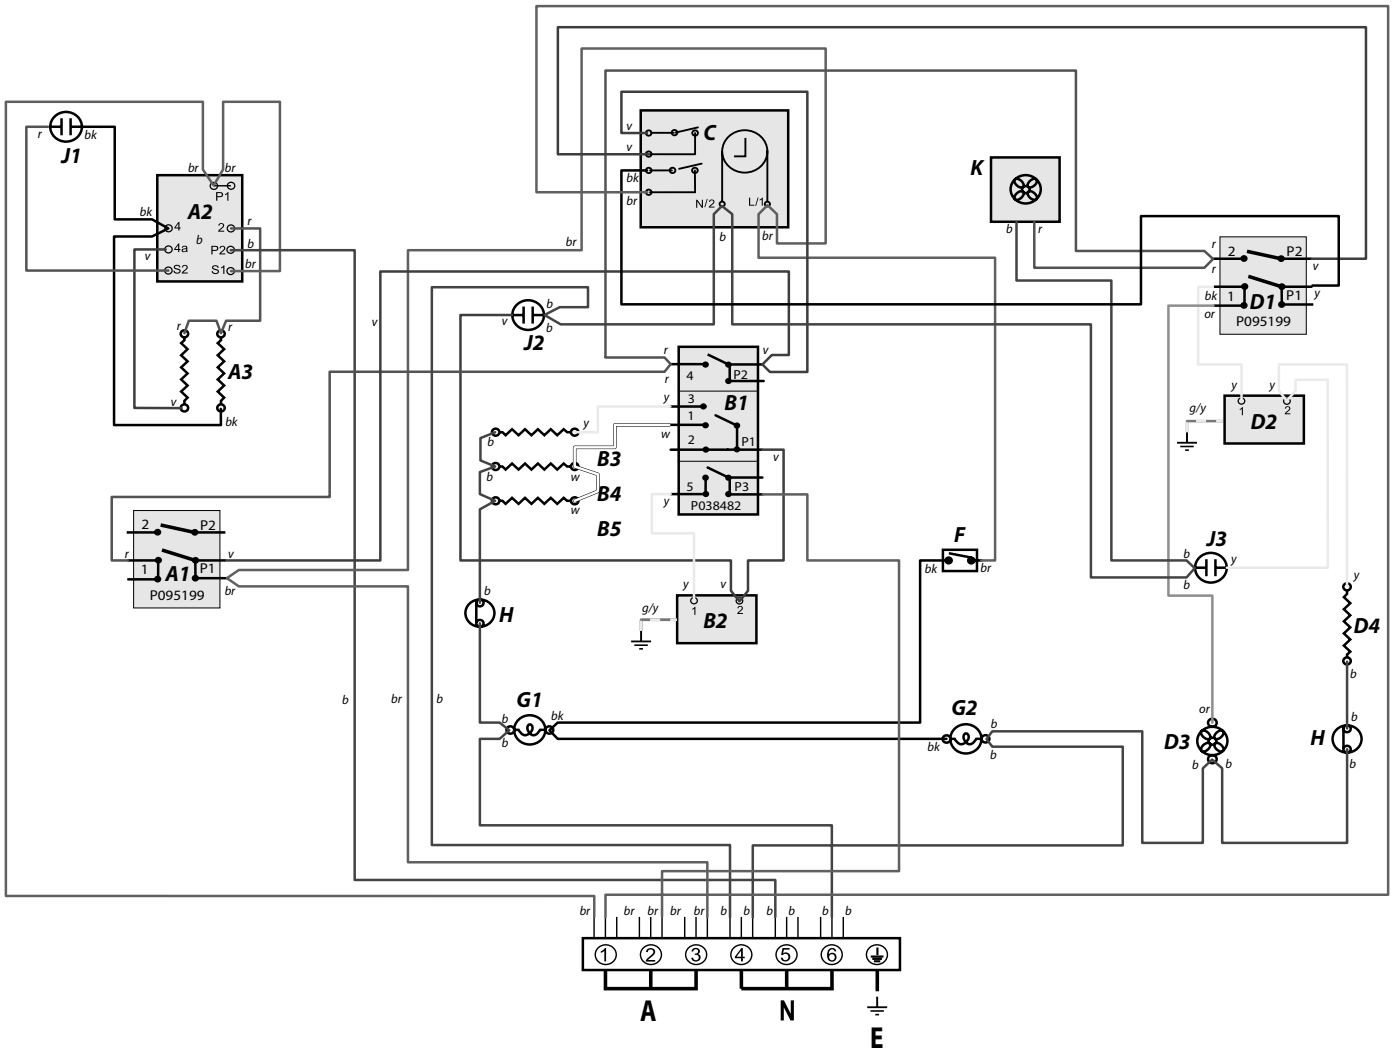 r
bk
J1
br
br
P1
A2
bk
4
2
r
b
4a
P2
b
v
S2
S1
br
r
r
A3
v
bk
v
v
bk
br
C
N/2
L/1
b
br
br
K
b
r
r
2
P2
r
v
bk
1
D1
P1
y
or
P095199
v
v
b
J2
b
r
4
P2
v
r
B1
y
3
1
w
2
P1
v
5
P3
y
P038482
y
b
B3
b
w
B4
w
B5
y
y
1
2
D2
g/y
2
P2
r
v
1
A1
P1
br
P095199
F
bk
br
J3
b
y
b
b
H
y
v
1
2
B2
g/y
y
D4
b
b
br
b
G1
b
bk
b
G2
b
bk
b
or
D3
b
b
b
H
b
br
br
br
br
br
b
b
b
b
b
b
1
2
3
4
5
6
A
N
E